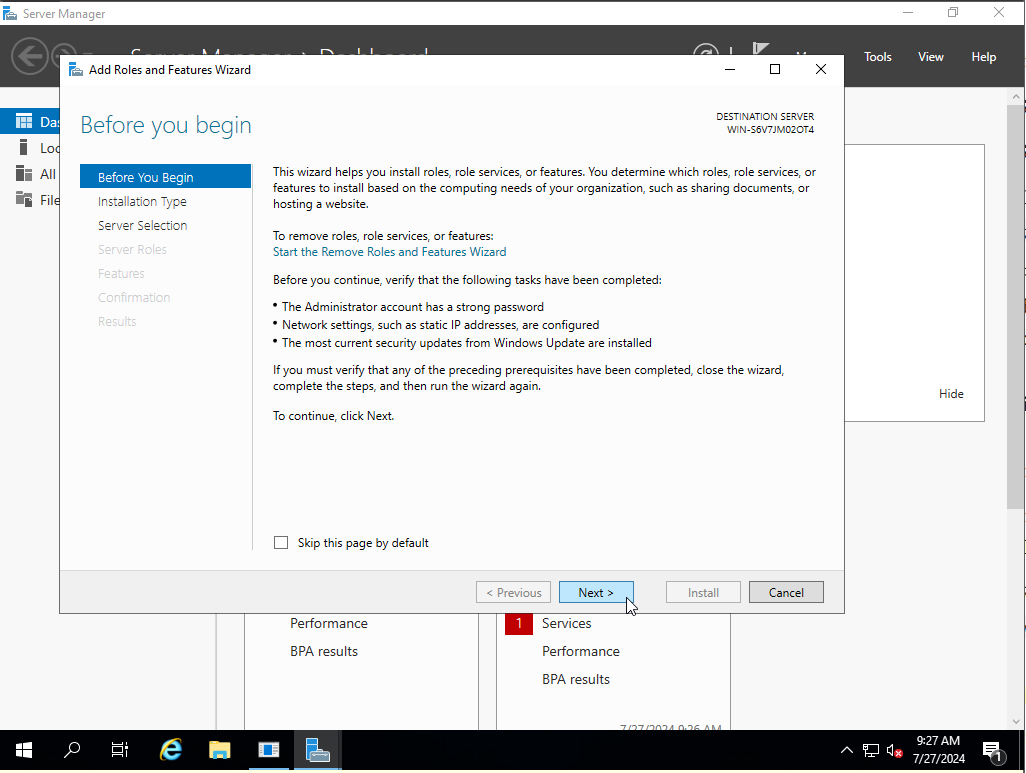 Server Manager
Server Manager › Dashboard
Tools
View
Help
Add Roles and Features Wizard
Before you begin
DESTINATION SERVER
WIN-S6V7JM02OT4
Before You Begin
Installation Type
Server Selection
Server Roles
Features
Confirmation
Results
This wizard helps you install roles, role services, or features. You determine which roles, role services, or
features to install based on the computing needs of your organization, such as sharing documents, or
hosting a website.
To remove roles, role services, or features:
Start the Remove Roles and Features Wizard
Before you continue, verify that the following tasks have been completed:
• The Administrator account has a strong password
• Network settings, such as static IP addresses, are configured
• The most current security updates from Windows Update are installed
If you must verify that any of the preceding prerequisites have been completed, close the wizard,
complete the steps, and then run the wizard again.
To continue, click Next.
Skip this page by default
< Previous
Next >
Install
Cancel
Das
Loc
All
File
Hide
Performance
BPA results
1 Services
Performance
BPA results
7/27/2024 9:26 AM
9:27 AM
7/27/2024
1